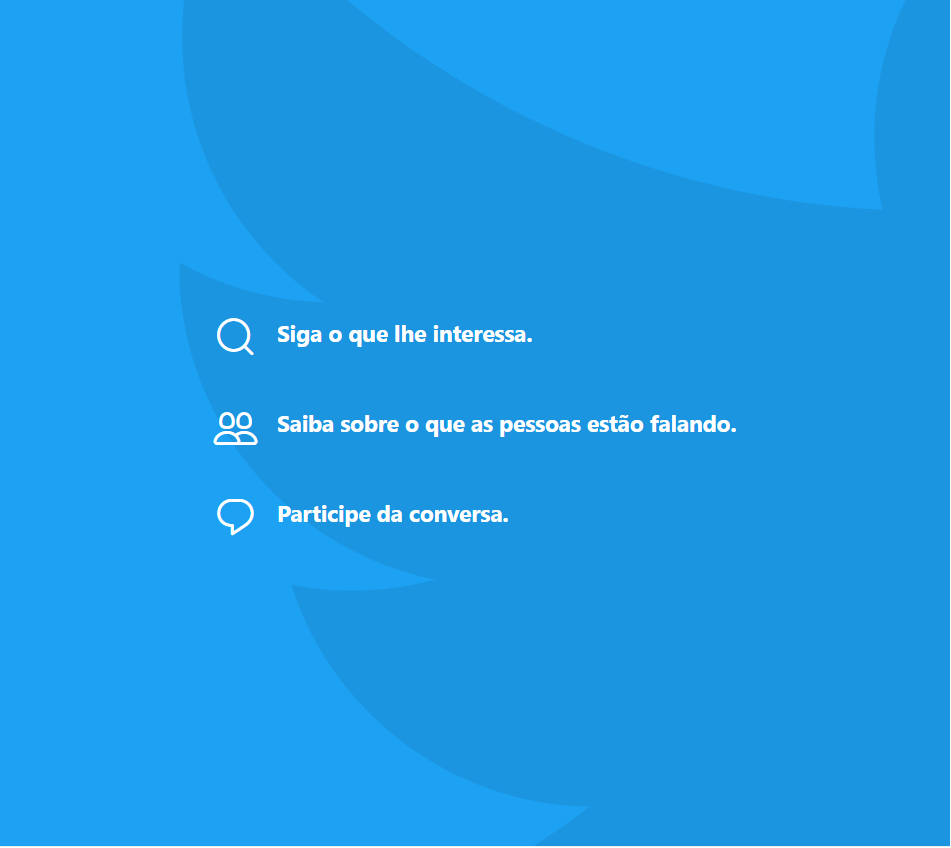 Siga o que lhe interessa.
Saiba sobre o que as pessoas estão falando.
Participe da conversa.